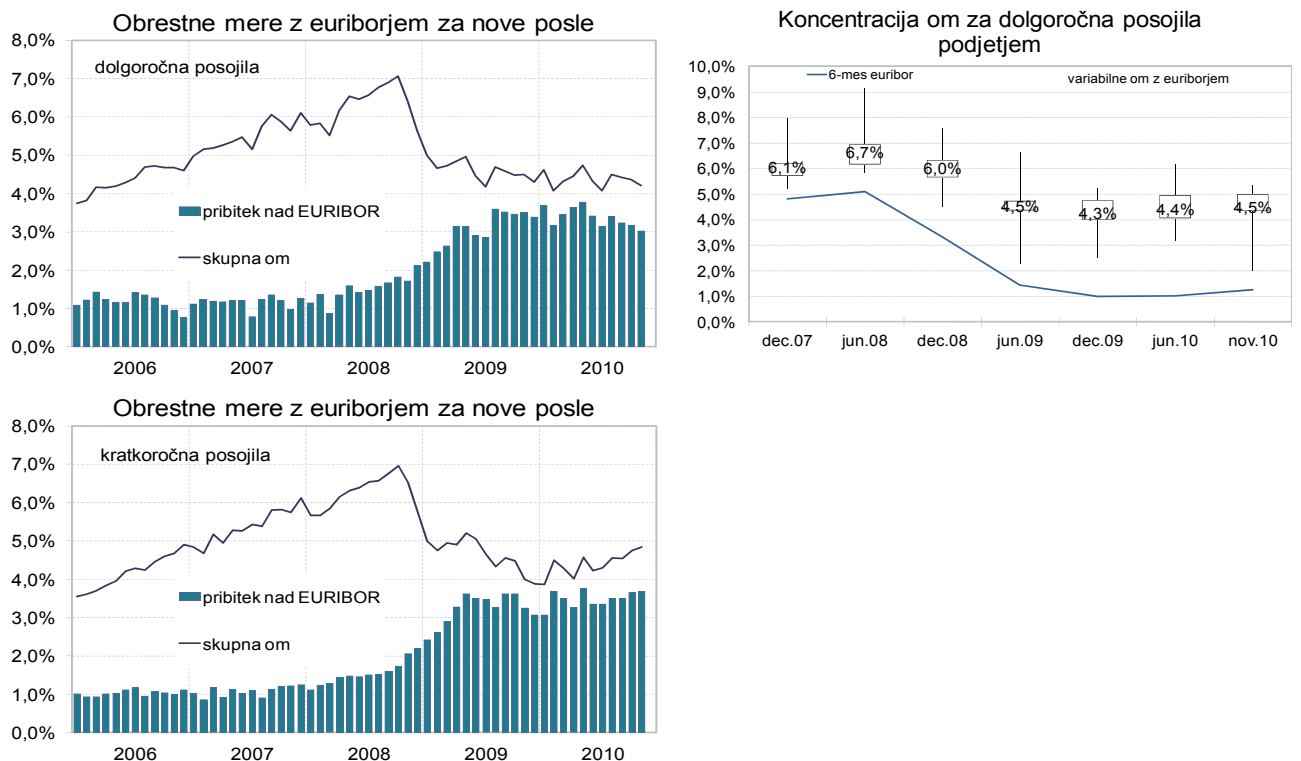 Obrestne mere z euriborjem za nove posle
8,0%
7,0%
6,0%
5,0%
4,0%
3,0%
2,0%
1,0%
0,0%
dolgoročna posojila
pribitek nad EURIBOR
skupna om
2006
2007
2008
2009
2010
Koncentracija om za dolgoročna posojila
podjetjem
10,0%
9,0%
8,0%
7,0%
6,0%
5,0%
4,0%
3,0%
2,0%
1,0%
0,0%
6-mes euribor
variabilne om z euriborjem
6,1%
6,7%
6,0%
4,5%
4,3%
4,4%
4,5%
dec.07
jun.08
dec.08
jun.09
dec.09
jun.10
nov.10
Obrestne mere z euriborjem za nove posle
8,0%
7,0%
6,0%
5,0%
4,0%
3,0%
2,0%
1,0%
0,0%
kratkoročna posojila
pribitek nad EURIBOR
skupna om
2006
2007
2008
2009
2010